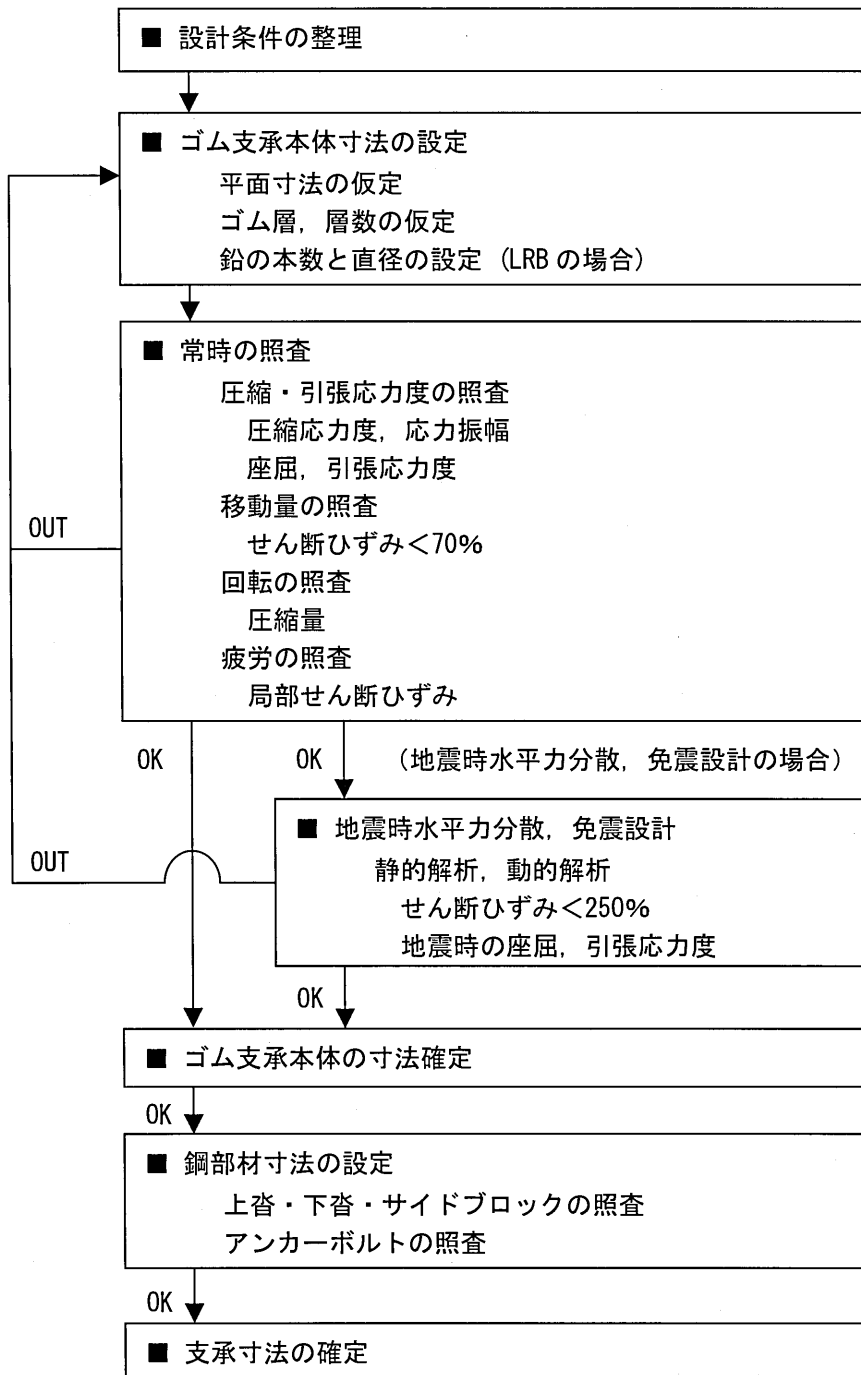 ■ 設計条件の整理
■ ゴム支承本体寸法の設定
平面寸法の仮定
ゴム層，層数の仮定
鉛の本数と直径の設定 (LRBの場合)
■ 常時の照査
圧縮・引張応力度の照査
圧縮応力度，応力振幅
座屈，引張応力度
移動量の照査
OUT
せん断ひずみ＜70%
回転の照査
圧縮量
疲労の照査
局部せん断ひずみ
OK
OK
(地震時水平力分散，免震設計の場合)
■ 地震時水平力分散，免震設計
OUT
静的解析，動的解析
せん断ひずみ＜250%
地震時の座屈，引張応力度
OK
■ ゴム支承本体の寸法確定
OK
■ 鋼部材寸法の設定
上沓・下沓・サイドブロックの照査
アンカーボルトの照査
OK
■ 支承寸法の確定